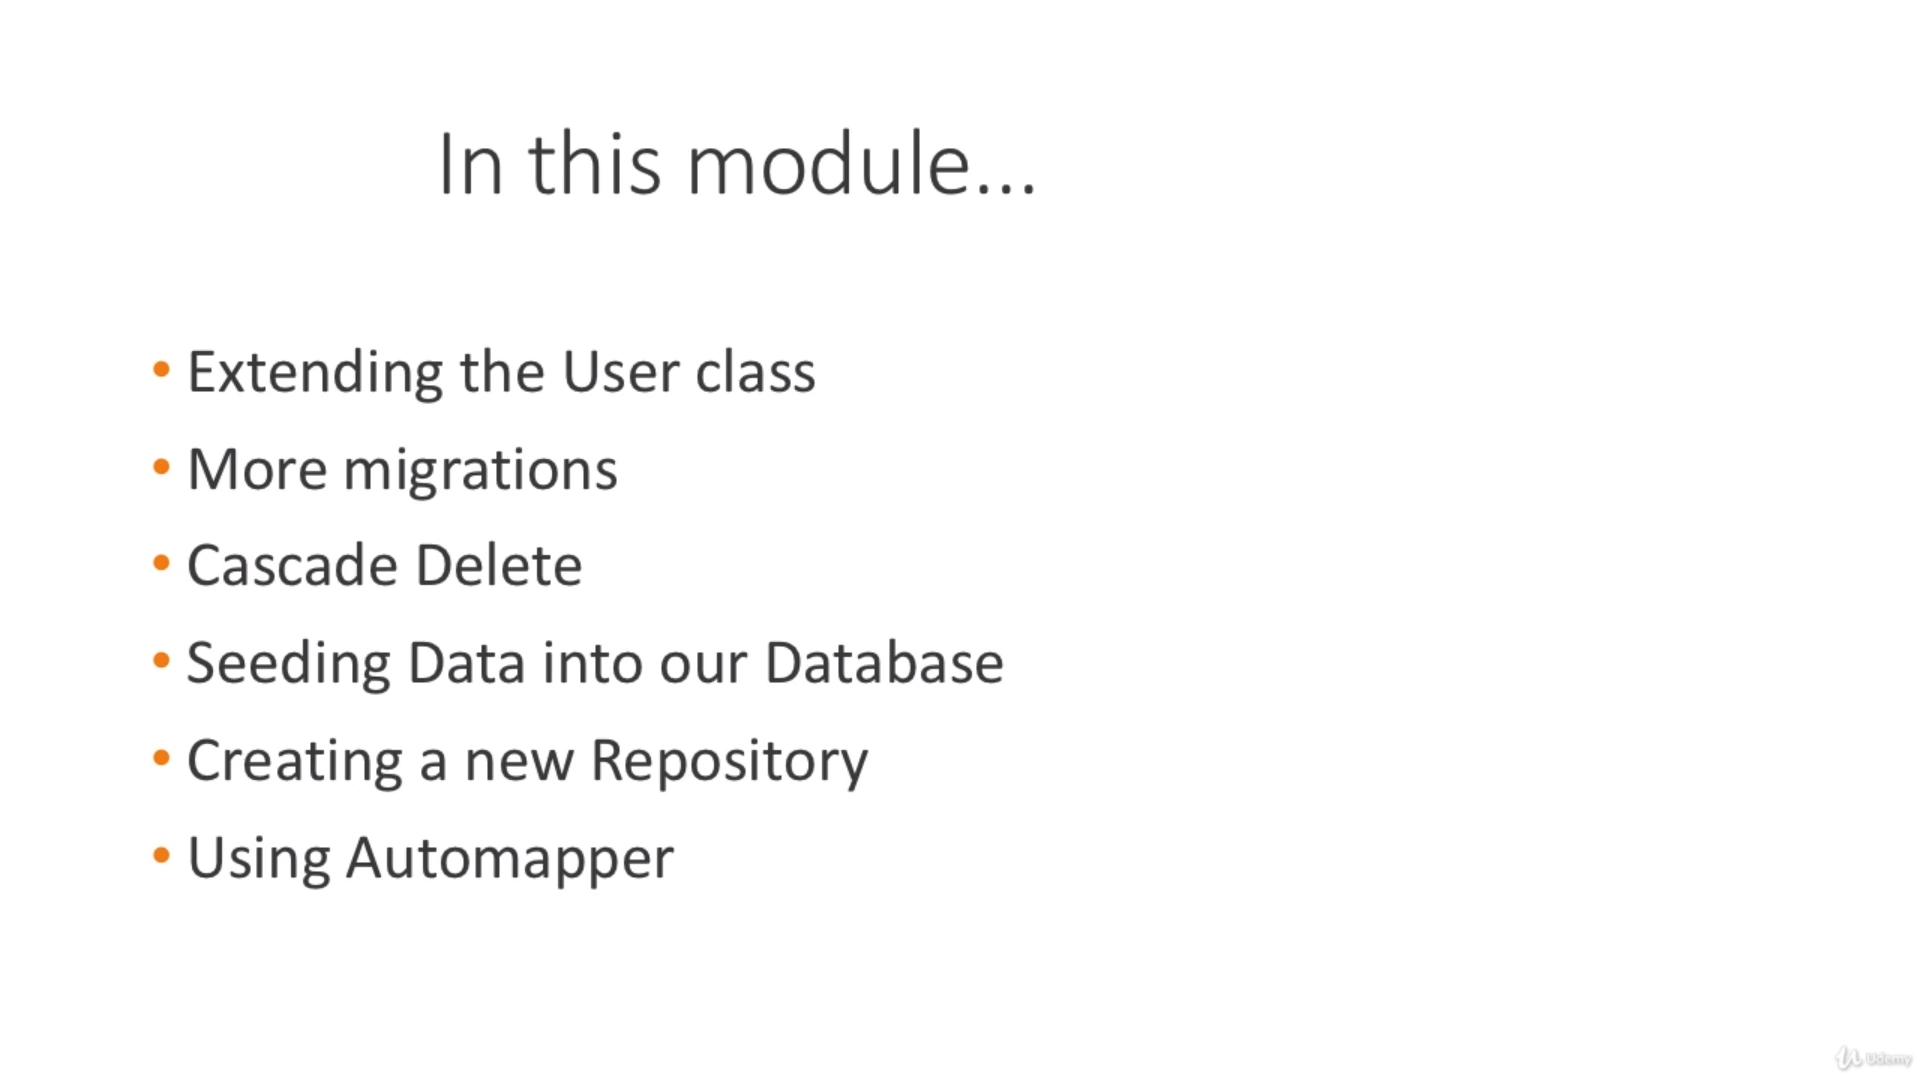 In this module...
• Extending the User class
• More migrations
• Cascade Delete
• Seeding Data into our Database
• Creating a new Repository
• Using Automapper
Udemy